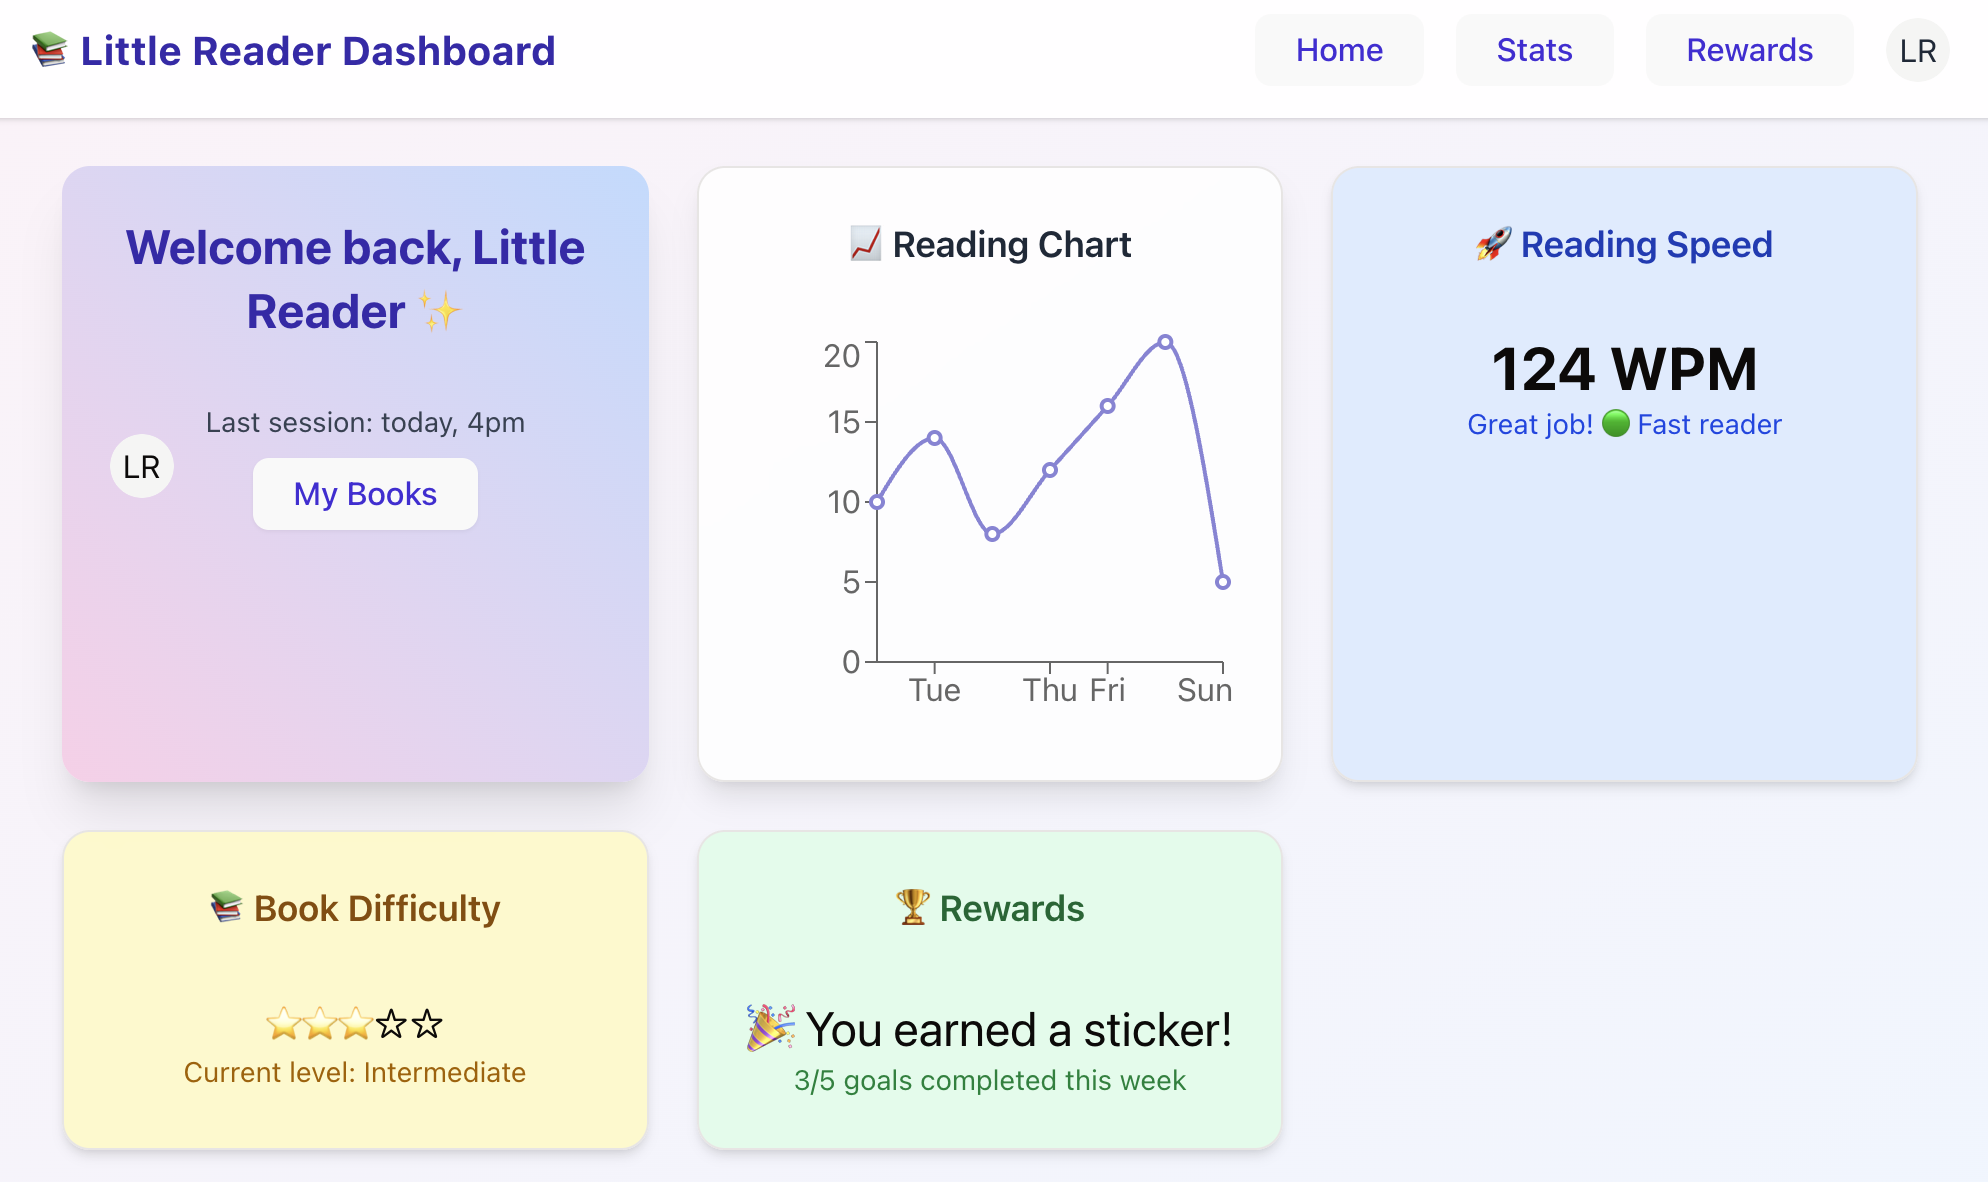 📚 Little Reader Dashboard
Home
Stats
Rewards
LR
Welcome back, Little
Reader ✨
Last session: today, 4pm
LR
My Books
📈 Reading Chart
20
15
10
5
0
Tue
Thu
Fri
Sun
🚀 Reading Speed
124 WPM
Great job! 🟢 Fast reader
📚 Book Difficulty
⭐⭐⭐☆☆
Current level: Intermediate
🏆 Rewards
🎉 You earned a sticker!
3/5 goals completed this week